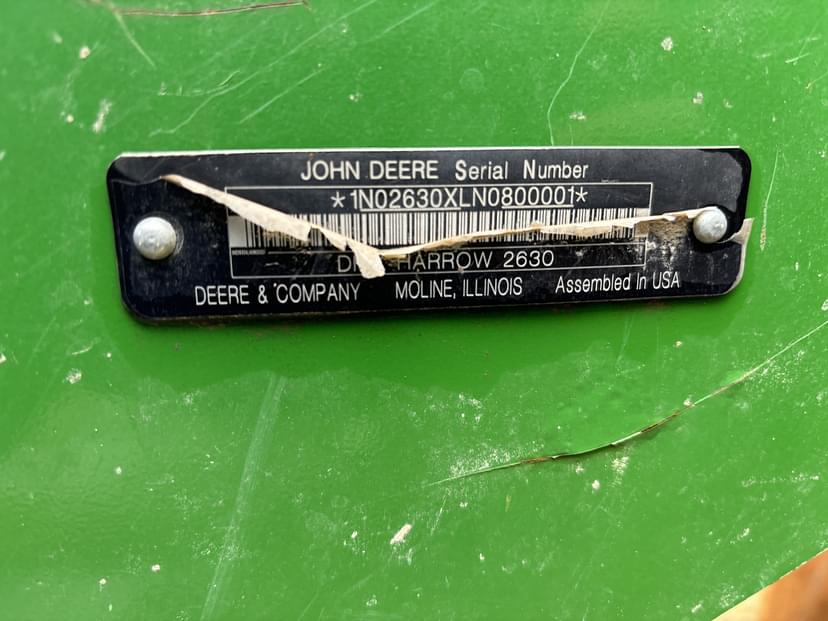 JOHN DEERE Serial Number
*1N02630XLN0800001*
HARROW 2630
DEERE & COMPANY MOLINE, ILLINOIS Assembled In USA